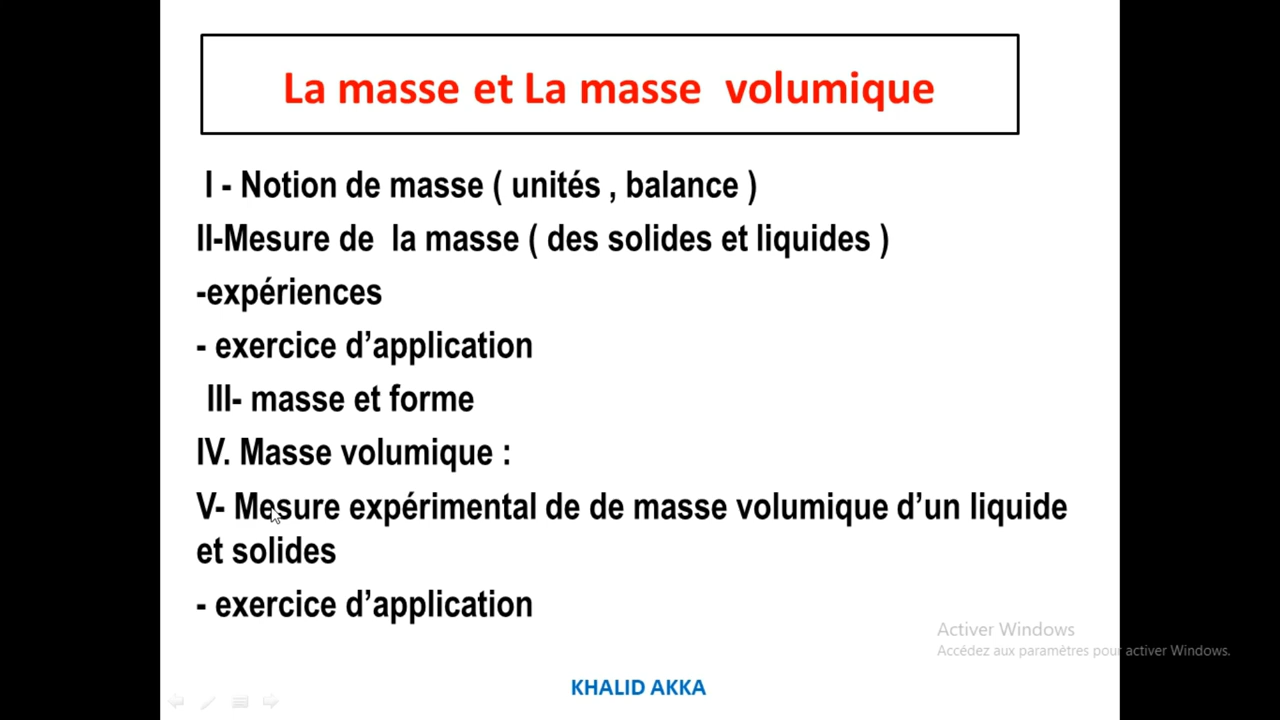 La masse et La masse volumique
I - Notion de masse ( unités , balance )
II-Mesure de la masse ( des solides et liquides )
-expériences
- exercice d’application
III- masse et forme
IV. Masse volumique :
V- Mesure expérimental de de masse volumique d’un liquide
et solides
- exercice d’application
Activer Windows
Accédez aux paramètres pour activer Windows.
KHALID AKKA